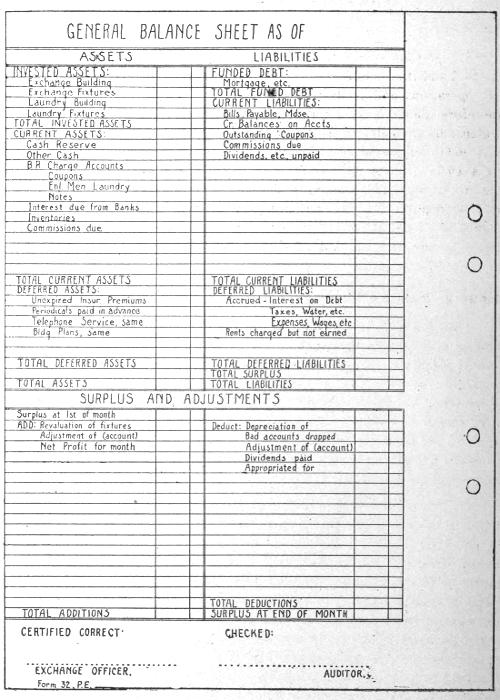 GENERAL BALANCE SHEET AS OF
ASSETS
INVESTED ASSETS:
Exchange Building
Exchange Fixtures
Laundry Building
Laundry Fixtures
TOTAL INVESTED ASSETS
CURRENT ASSETS:
Cash Reserve
Other Cash
B.R. Charge Accounts
Coupons
Enl Men Laundry
Notes
Interest due from Banks
Inventories
Commissions due
TOTAL CURRENT ASSETS
DEFERRED ASSETS:
Unexpired Insur Premiums
Periodicals paid in advance
Telephone Service, same
Bldg Plans, same
TOTAL DEFERRED ASSETS
TOTAL ASSETS
LIABILITIES
FUNDED DEBT:
Mortgage, etc.
TOTAL FUNED DEBT
CURRENT LIABILITIES:
Bills Payable, Mdse.
Cr. Balances on Accts.
Outstanding Coupons
Commissions due
Dividends, etc., unpaid
TOTAL CURRENT LIABILITIES
DEFERRED LIABILITIES:
Accrued - Interest on Debt
Taxes, Water, etc.
Expenses, Wages, etc
Rents charged but not earned
TOTAL DEFERRED LIABILITIES
TOTAL SURPLUS
TOTAL LIABILITIES
SURPLUS AND ADJUSTMENTS
Surplus at 1st of month
ADD: Revaluation of fixtures
Adjustment of (account)
Net Profit for month
TOTAL ADDITIONS
Deduct: Depreciation of
Bad accounts dropped
Adjustment of (account)
Dividends paid
Appropriated for
TOTAL DEDUCTIONS
SURPLUS AT END OF MONTH
CERTIFIED CORRECT:
CHECKED:
EXCHANGE OFFICER.
AUDITOR.
Form 32, P.E.